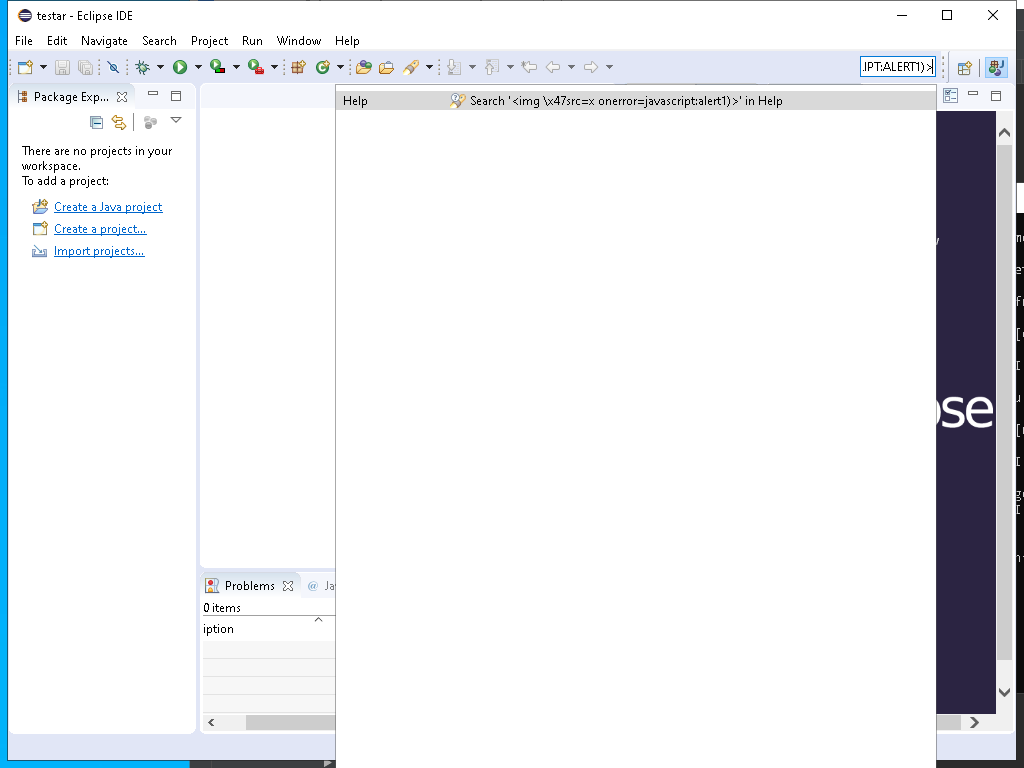 testar - Eclipse IDE
File Edit Navigate Search Project Run Window Help
IPT:ALERT1)>
Package Exp...
Help Search '<img \x47src=x onerror=javascript:alert1)>' in Help
There are no projects in your
workspace.
To add a project:
Create a Java project
Create a project...
Import projects...
ose
Problems @ Ja
0 items
iption